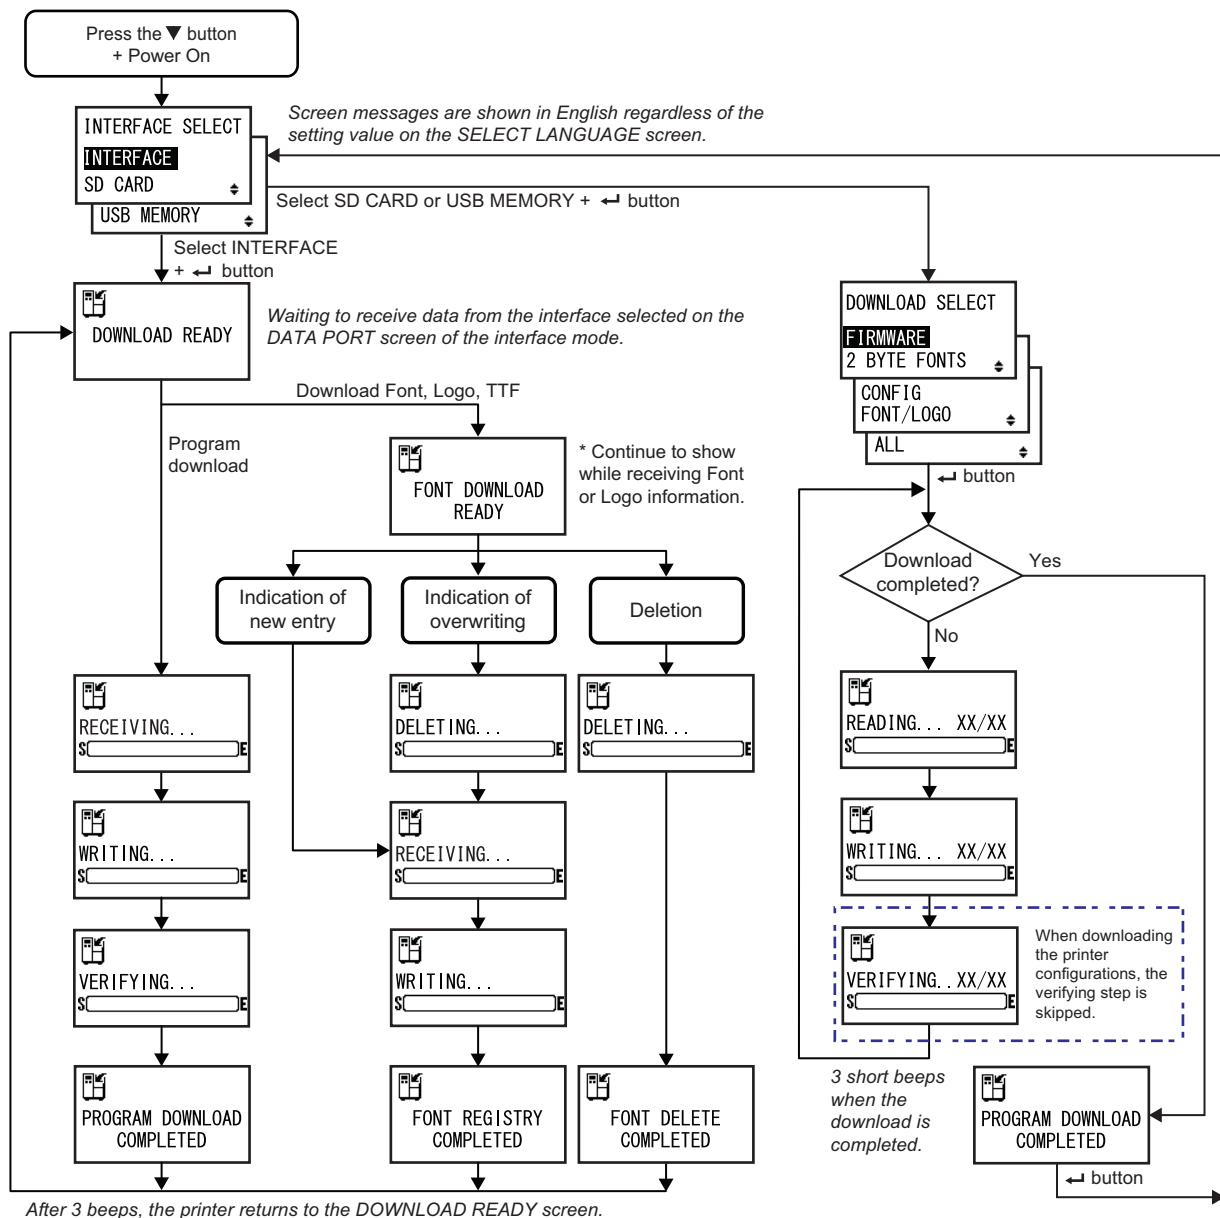 Press the ▼ button
+ Power On
Screen messages are shown in English regardless of the
setting value on the SELECT LANGUAGE screen.
INTERFACE SELECT
INTERFACE
SD CARD
USB MEMORY
Select SD CARD or USB MEMORY + ↵ button
Select INTERFACE
+ ↵ button
DOWNLOAD READY
Waiting to receive data from the interface selected on the
DATA PORT screen of the interface mode.
DOWNLOAD SELECT
FIRMWARE
2 BYTE FONTS
CONFIG
FONT/LOGO
ALL
↵ button
Download Font, Logo, TTF
Program
download
FONT DOWNLOAD
READY
* Continue to show
while receiving Font
or Logo information.
Download
completed?
Yes
No
Indication of
new entry
Indication of
overwriting
Deletion
RECEIVING...
S E
DELETING...
S E
DELETING...
S E
READING... XX/XX
S E
WRITING...
S E
RECEIVING...
S E
WRITING... XX/XX
S E
VERIFYING...
S E
WRITING...
S E
VERIFYING..XX/XX
S E
When downloading
the printer
configurations, the
verifying step is
skipped.
PROGRAM DOWNLOAD
COMPLETED
FONT REGISTRY
COMPLETED
FONT DELETE
COMPLETED
3 short beeps
when the
download is
completed.
PROGRAM DOWNLOAD
COMPLETED
↵ button
After 3 beeps, the printer returns to the DOWNLOAD READY screen.